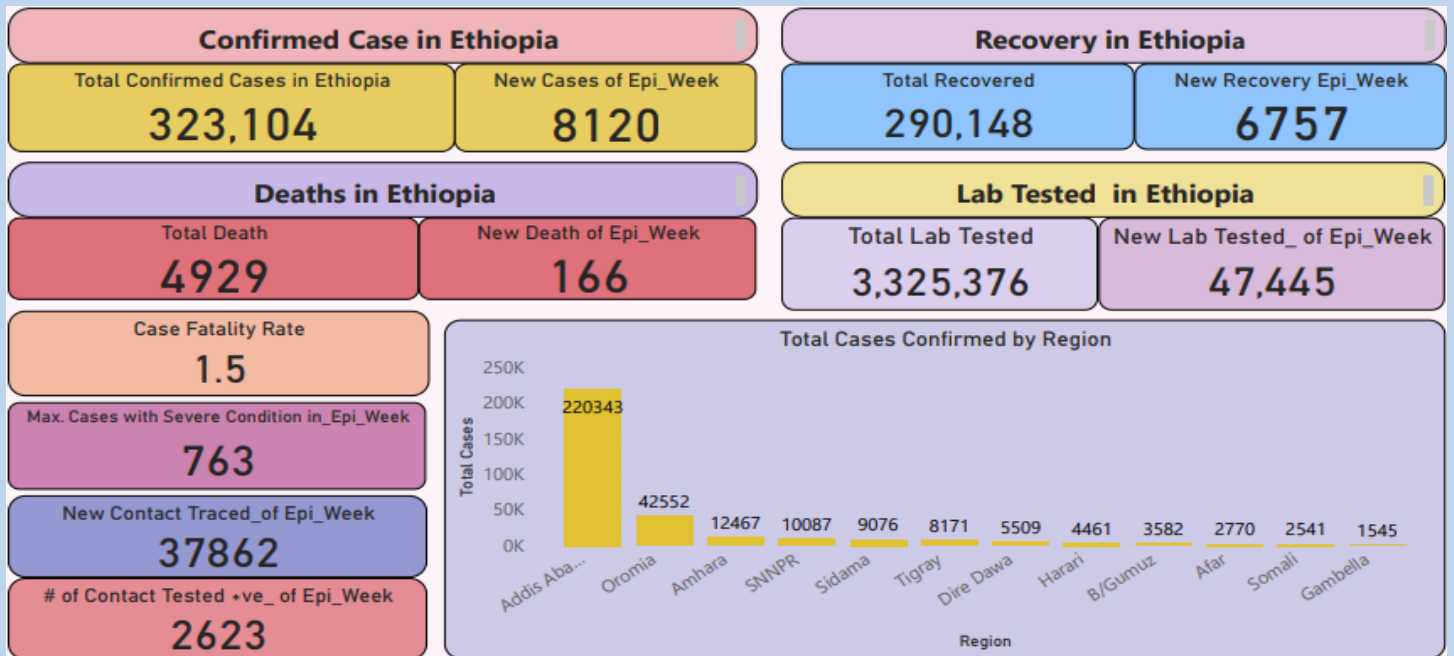 Confirmed Case in Ethiopia
Total Confirmed Cases in Ethiopia
323,104
New Cases of Epi_Week
8120
Recovery in Ethiopia
Total Recovered
290,148
New Recovery Epi_Week
6757
Deaths in Ethiopia
Total Death
4929
New Death of Epi_Week
166
Lab Tested in Ethiopia
Total Lab Tested
3,325,376
New Lab Tested_ of Epi_Week
47,445
Case Fatality Rate
1.5
Max. Cases with Severe Condition in_Epi_Week
763
New Contact Traced_of Epi_Week
37862
# of Contact Tested +ve_ of Epi_Week
2623
Total Cases Confirmed by Region
Total Cases
250K
200K
150K
100K
50K
0K
220343
42552
12467
10087
9076
8171
5509
4461
3582
2770
2541
1545
Addis Aba...
Oromia
Amhara
SNNPR
Sidama
Tigray
Dire Dawa
Harari
B/Gumuz
Afar
Somali
Gambella
Region